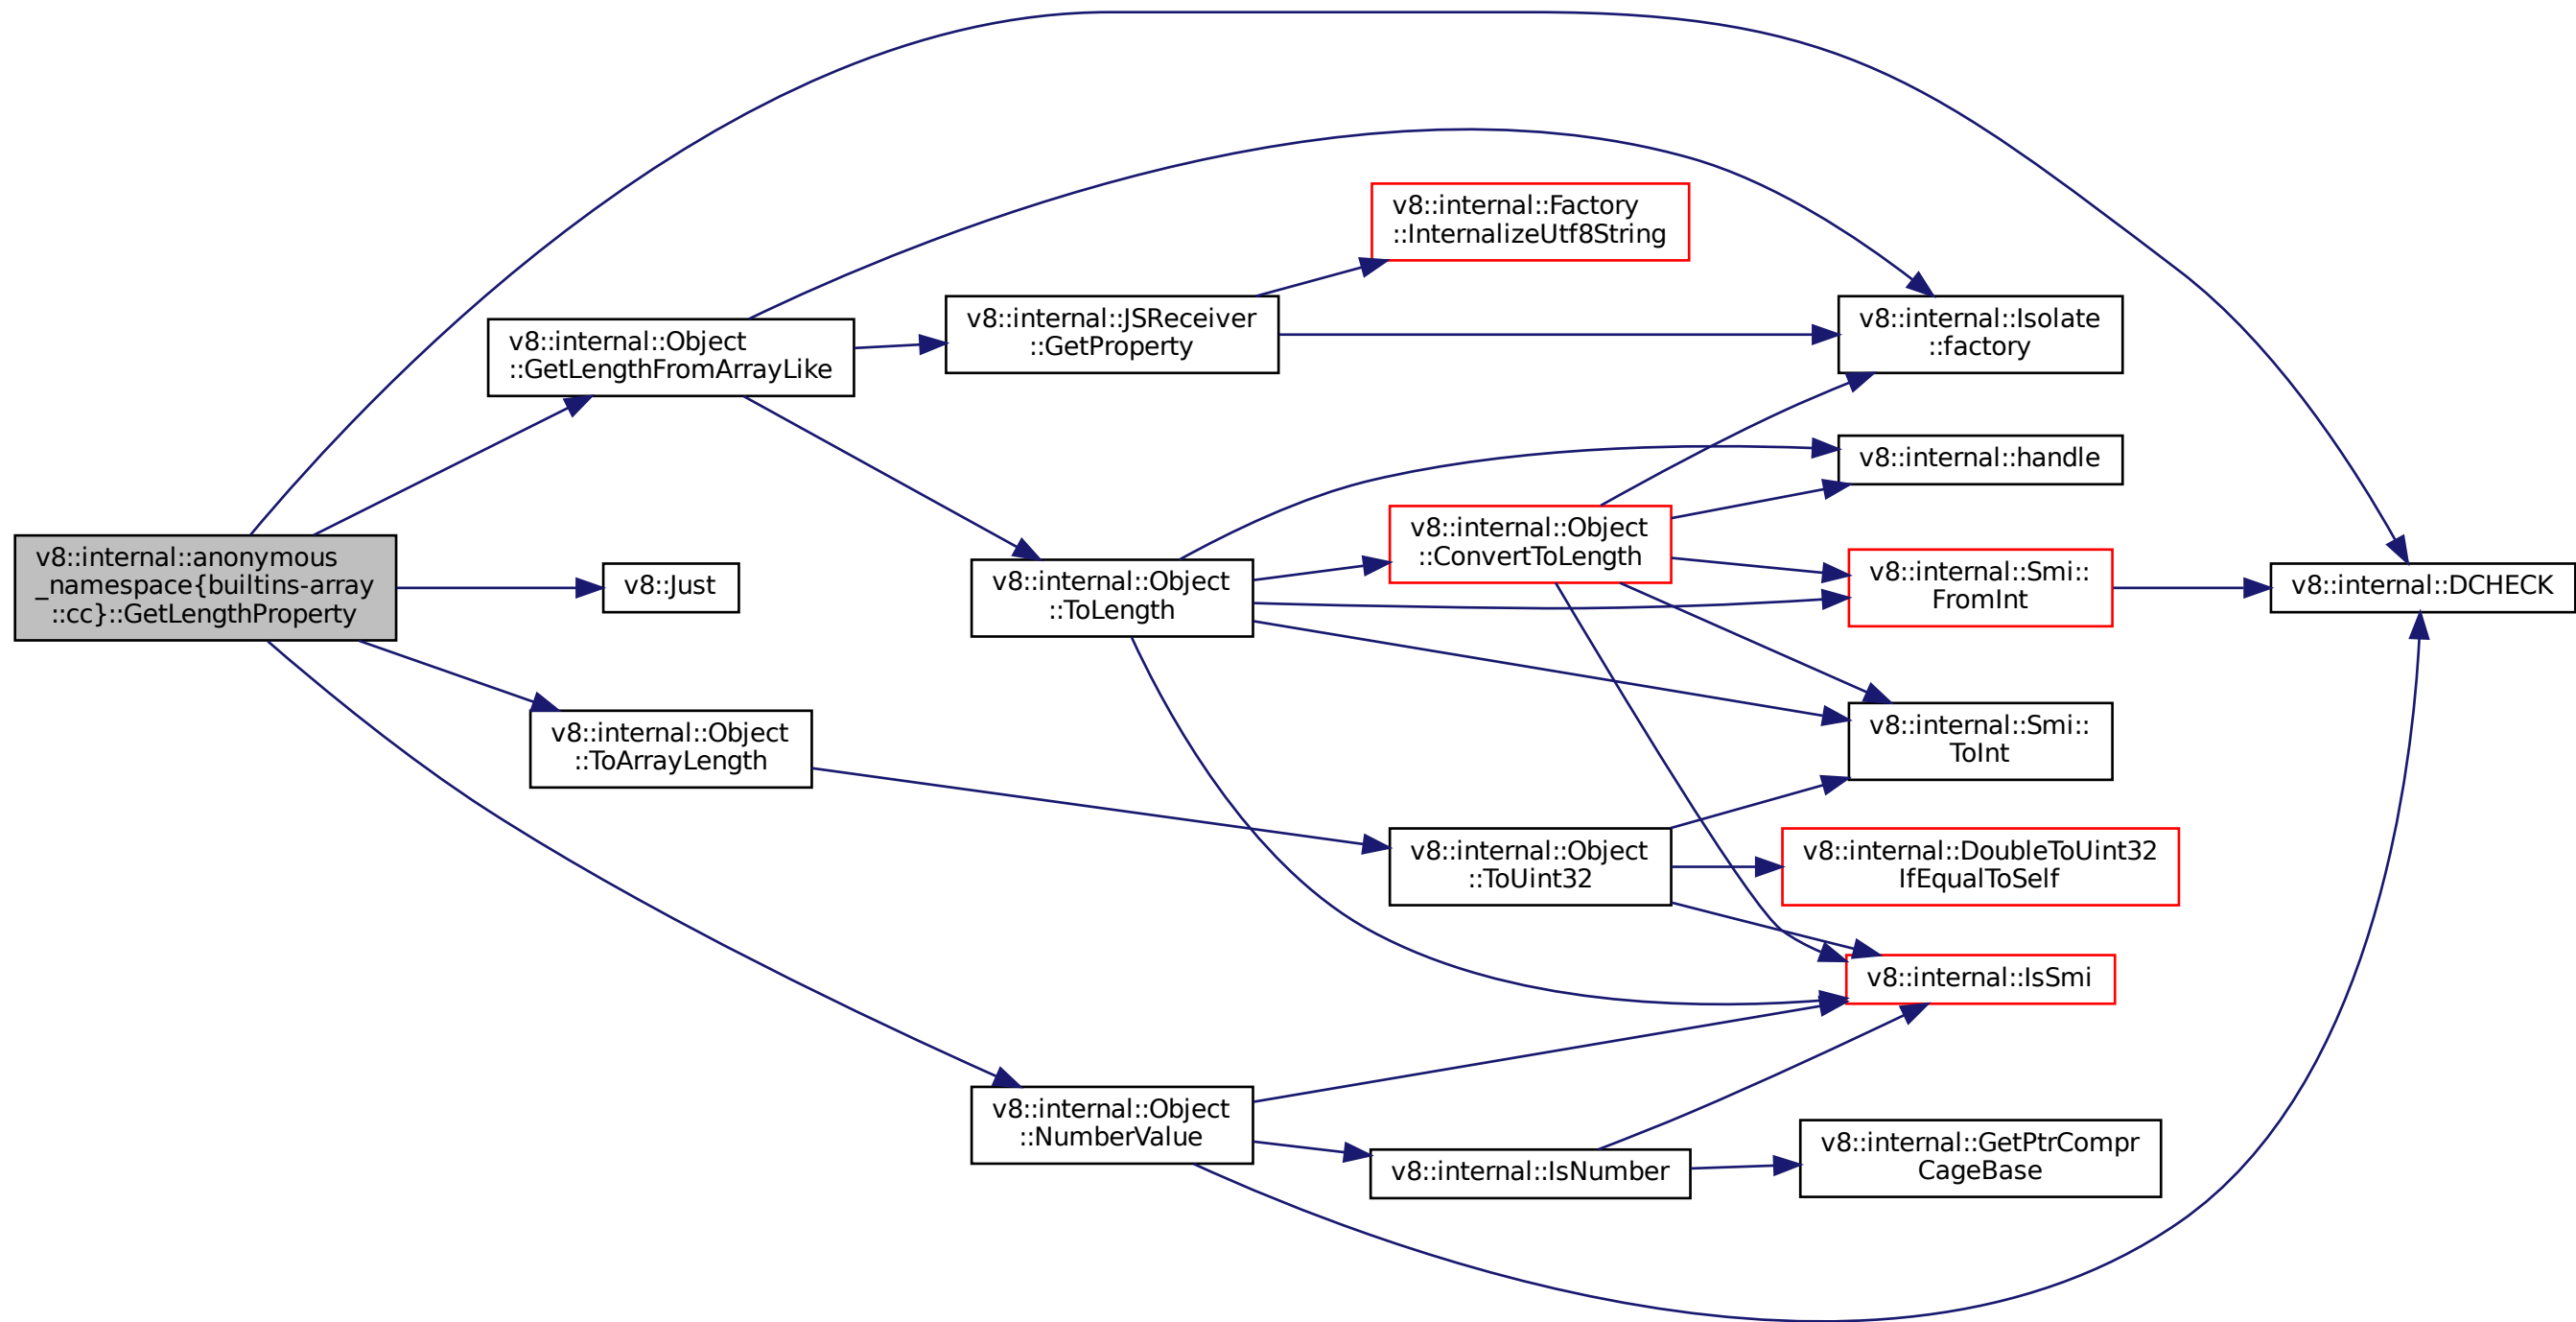 v8::internal::anonymous
_namespace{builtins-array
::cc}::GetLengthProperty
v8::internal::Object
::GetLengthFromArrayLike
v8::Just
v8::internal::Object
::ToArrayLength
v8::internal::JSReceiver
::GetProperty
v8::internal::Object
::ToLength
v8::internal::Object
::NumberValue
v8::internal::Factory
::InternalizeUtf8String
v8::internal::Object
::ConvertToLength
v8::internal::Object
::ToUint32
v8::internal::IsNumber
v8::internal::Isolate
::factory
v8::internal::handle
v8::internal::Smi::
FromInt
v8::internal::Smi::
ToInt
v8::internal::DoubleToUint32
IfEqualToSelf
v8::internal::IsSmi
v8::internal::GetPtrCompr
CageBase
v8::internal::DCHECK